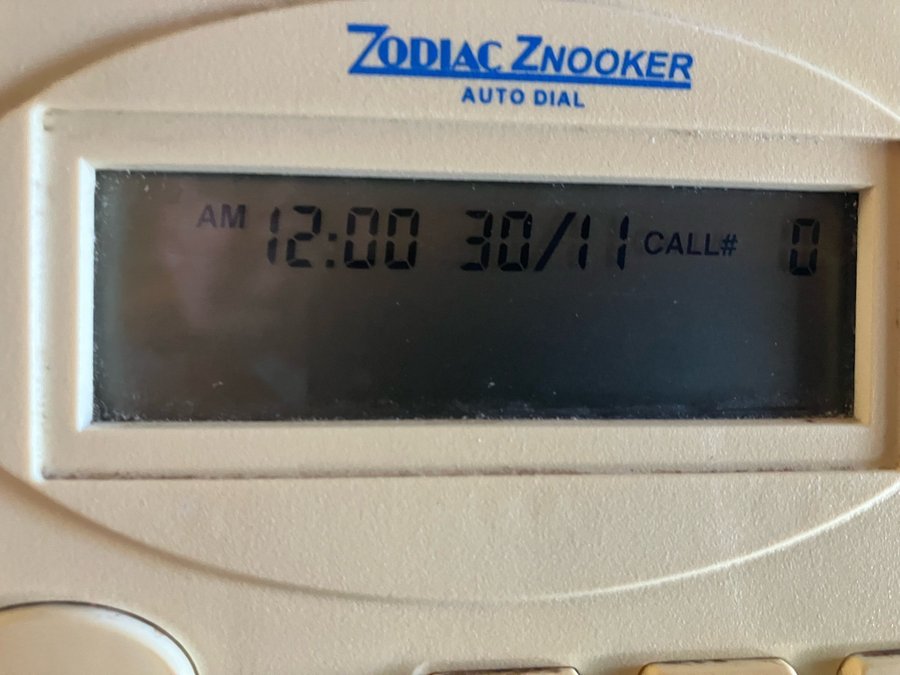 ZODIAC ZNOOKER
AUTO DIAL
AM 12:00 30/11 CALL# 0